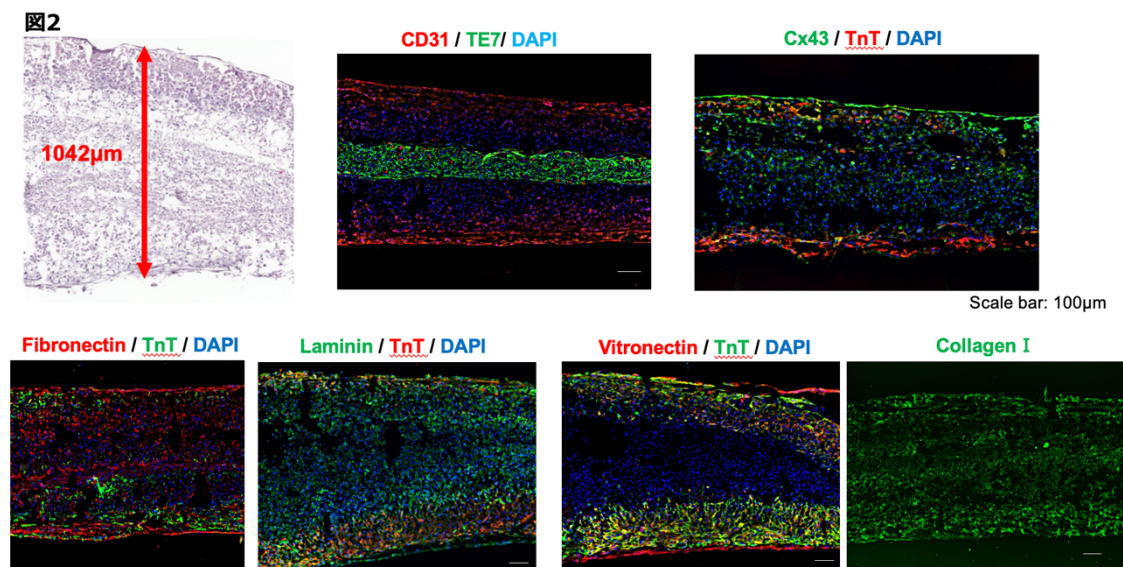 図2
CD31 / TE7/ DAPI
Cx43 / TnT / DAPI
1042μm
Scale bar: 100μm
Fibronectin / TnT / DAPI
Laminin / TnT / DAPI
Vitronectin / TnT / DAPI
Collagen Ⅰ